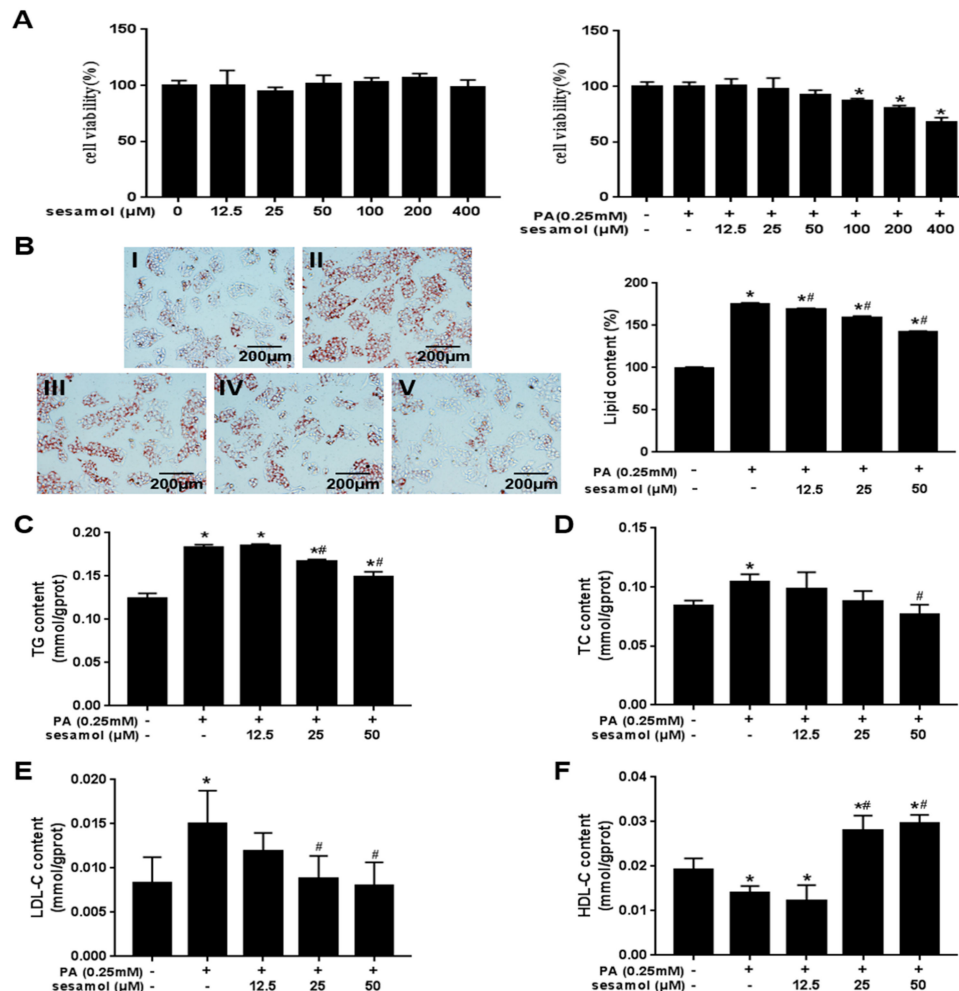 A
150
100
50
0
cell viability(%)
sesamol (μM)
0 12.5 25 50 100 200 400
150
100
50
0
cell viability(%)
* * *
PA(0.25mM) - + + + + + + +
sesamol (μM) - - 12.5 25 50 100 200 400
B
I
200μm
II
200μm
III
200μm
IV
200μm
V
200μm
200
150
100
50
0
Lipid content (%)
* *# *# *#
PA (0.25mM) - + + + +
sesamol (μM) - - 12.5 25 50
C
0.20
0.15
0.10
0.05
0.00
TG content
(mmol/gprot)
* * *# *#
PA (0.25mM) - + + + +
sesamol (μM) - - 12.5 25 50
D
0.15
0.10
0.05
0.00
TC content
(mmol/gprot)
* #
PA (0.25mM) - + + + +
sesamol (μM) - - 12.5 25 50
E
0.020
0.015
0.010
0.005
0.000
LDL-C content
(mmol/gprot)
* # #
PA (0.25mM) - + + + +
sesamol (μM) - - 12.5 25 50
F
0.04
0.03
0.02
0.01
0.00
HDL-C content
(mmol/gprot)
* * *# *#
PA (0.25mM) - + + + +
sesamol (μM) - - 12.5 25 50